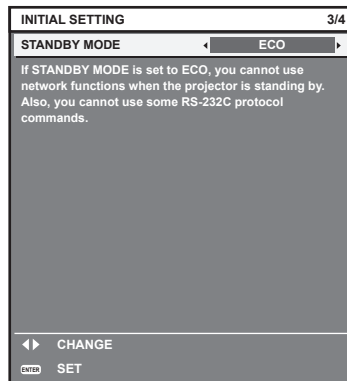 INITIAL SETTING 3/4
STANDBY MODE ECO
If STANDBY MODE is set to ECO, you cannot use
network functions when the projector is standing by.
Also, you cannot use some RS-232C protocol
commands.
CHANGE
ENTER SET